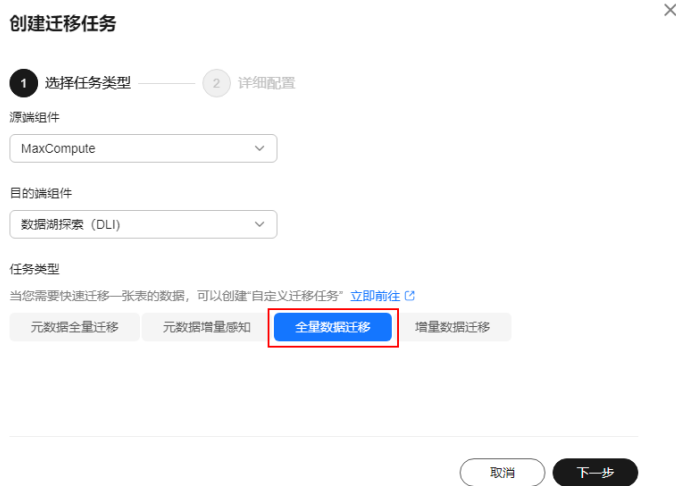 创建迁移任务
1 选择任务类型 2 详细配置
源端组件
MaxCompute
目的端组件
数据湖探索（DLI）
任务类型
当您需要快速迁移一张表的数据，可以创建“自定义迁移任务” 立即前往
元数据全量迁移 元数据增量感知 全量数据迁移 增量数据迁移
取消 下一步